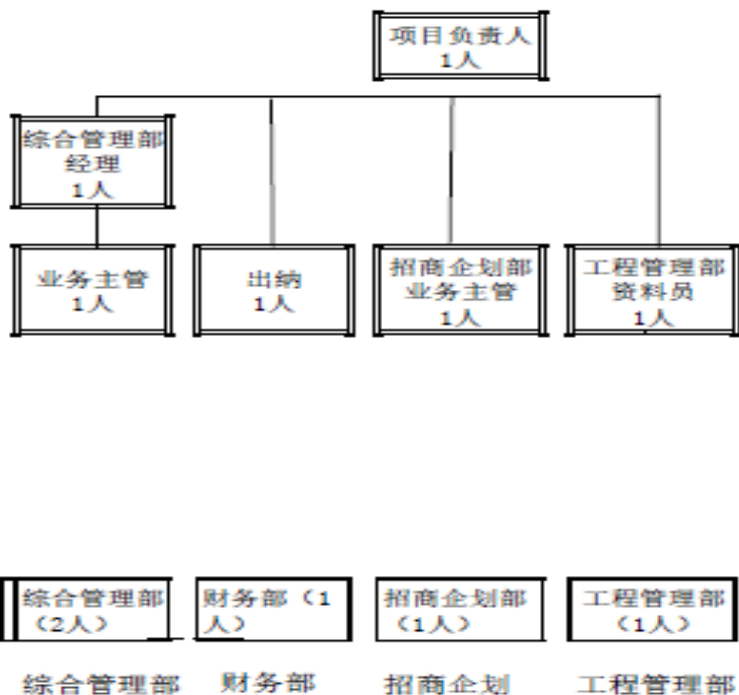 项目负责人
1人
综合管理部
经理
1人
业务主管
1人
出纳
1人
招商企划部
业务主管
1人
工程管理部
资料员
1人
综合管理部
（2人）
财务部（1
人）
招商企划部
（1人）
工程管理部
（1人）
综合管理部
财务部
招商企划
工程管理部